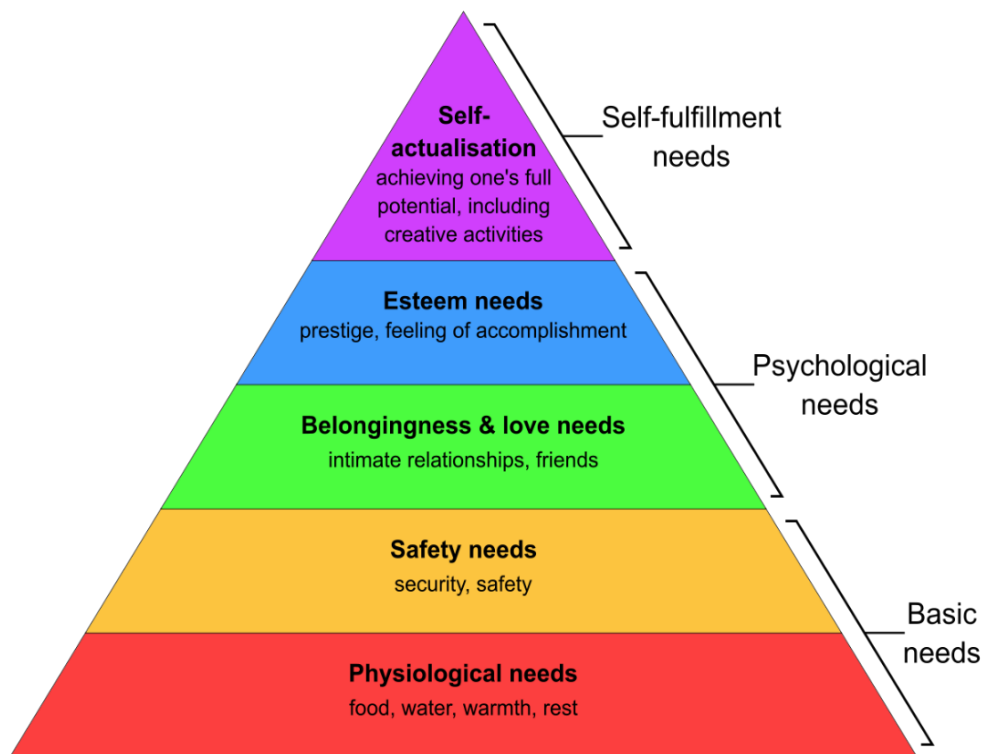 Self-
actualisation
achieving one's full
potential, including
creative activities
Self-fulfillment
needs
Esteem needs
prestige, feeling of accomplishment
Psychological
needs
Belongingness & love needs
intimate relationships, friends
Safety needs
security, safety
Basic
needs
Physiological needs
food, water, warmth, rest